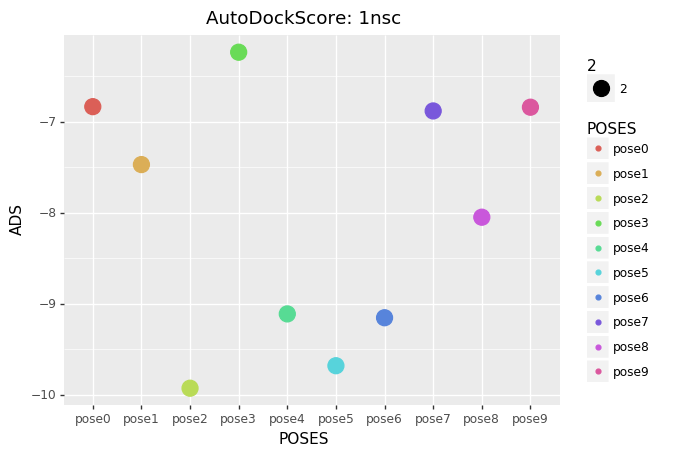 AutoDockScore: 1nsc
ADS
−7
−8
−9
−10
pose0 pose1 pose2 pose3 pose4 pose5 pose6 pose7 pose8 pose9
POSES
2
2
POSES
pose0
pose1
pose2
pose3
pose4
pose5
pose6
pose7
pose8
pose9